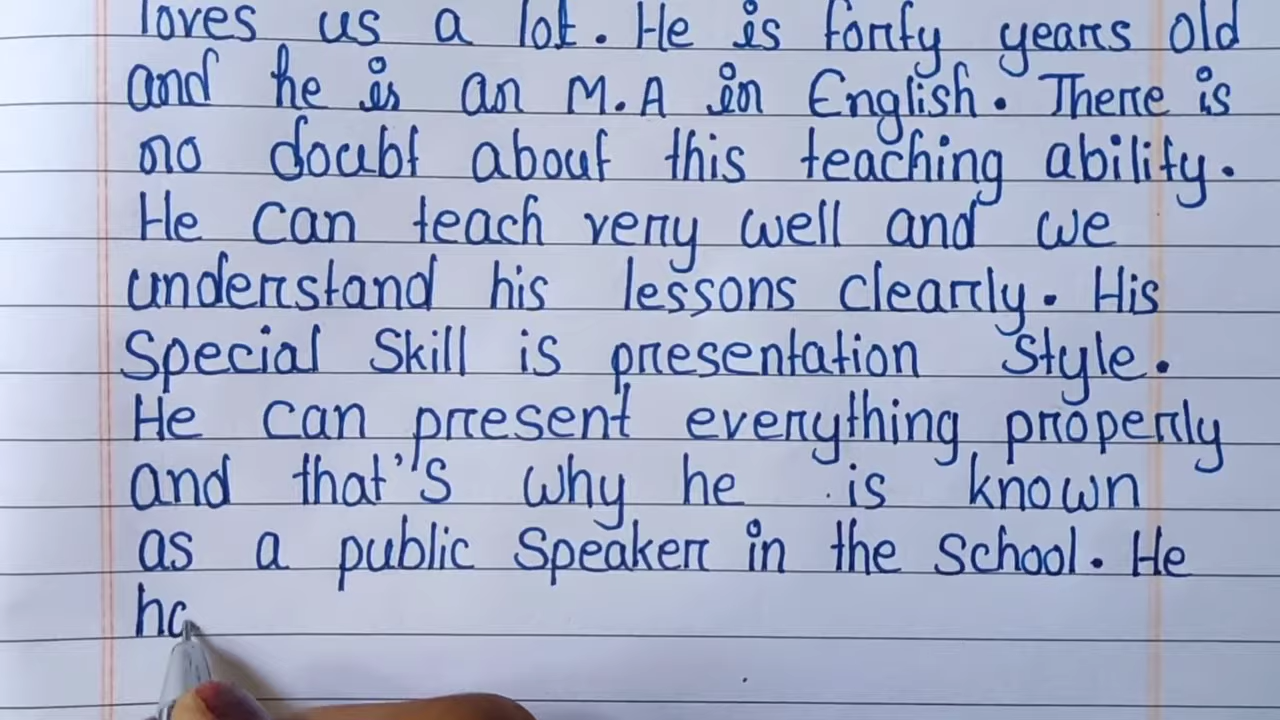 loves us a lot. He is forty years old
and he is an M.A in English. There is
no doubt about this teaching ability.
He can teach very well and we
understand his lessons clearly. His
Special Skill is presentation Style.
He can present everything properly
and that's why he is known
as a public Speaker in the School. He
ha